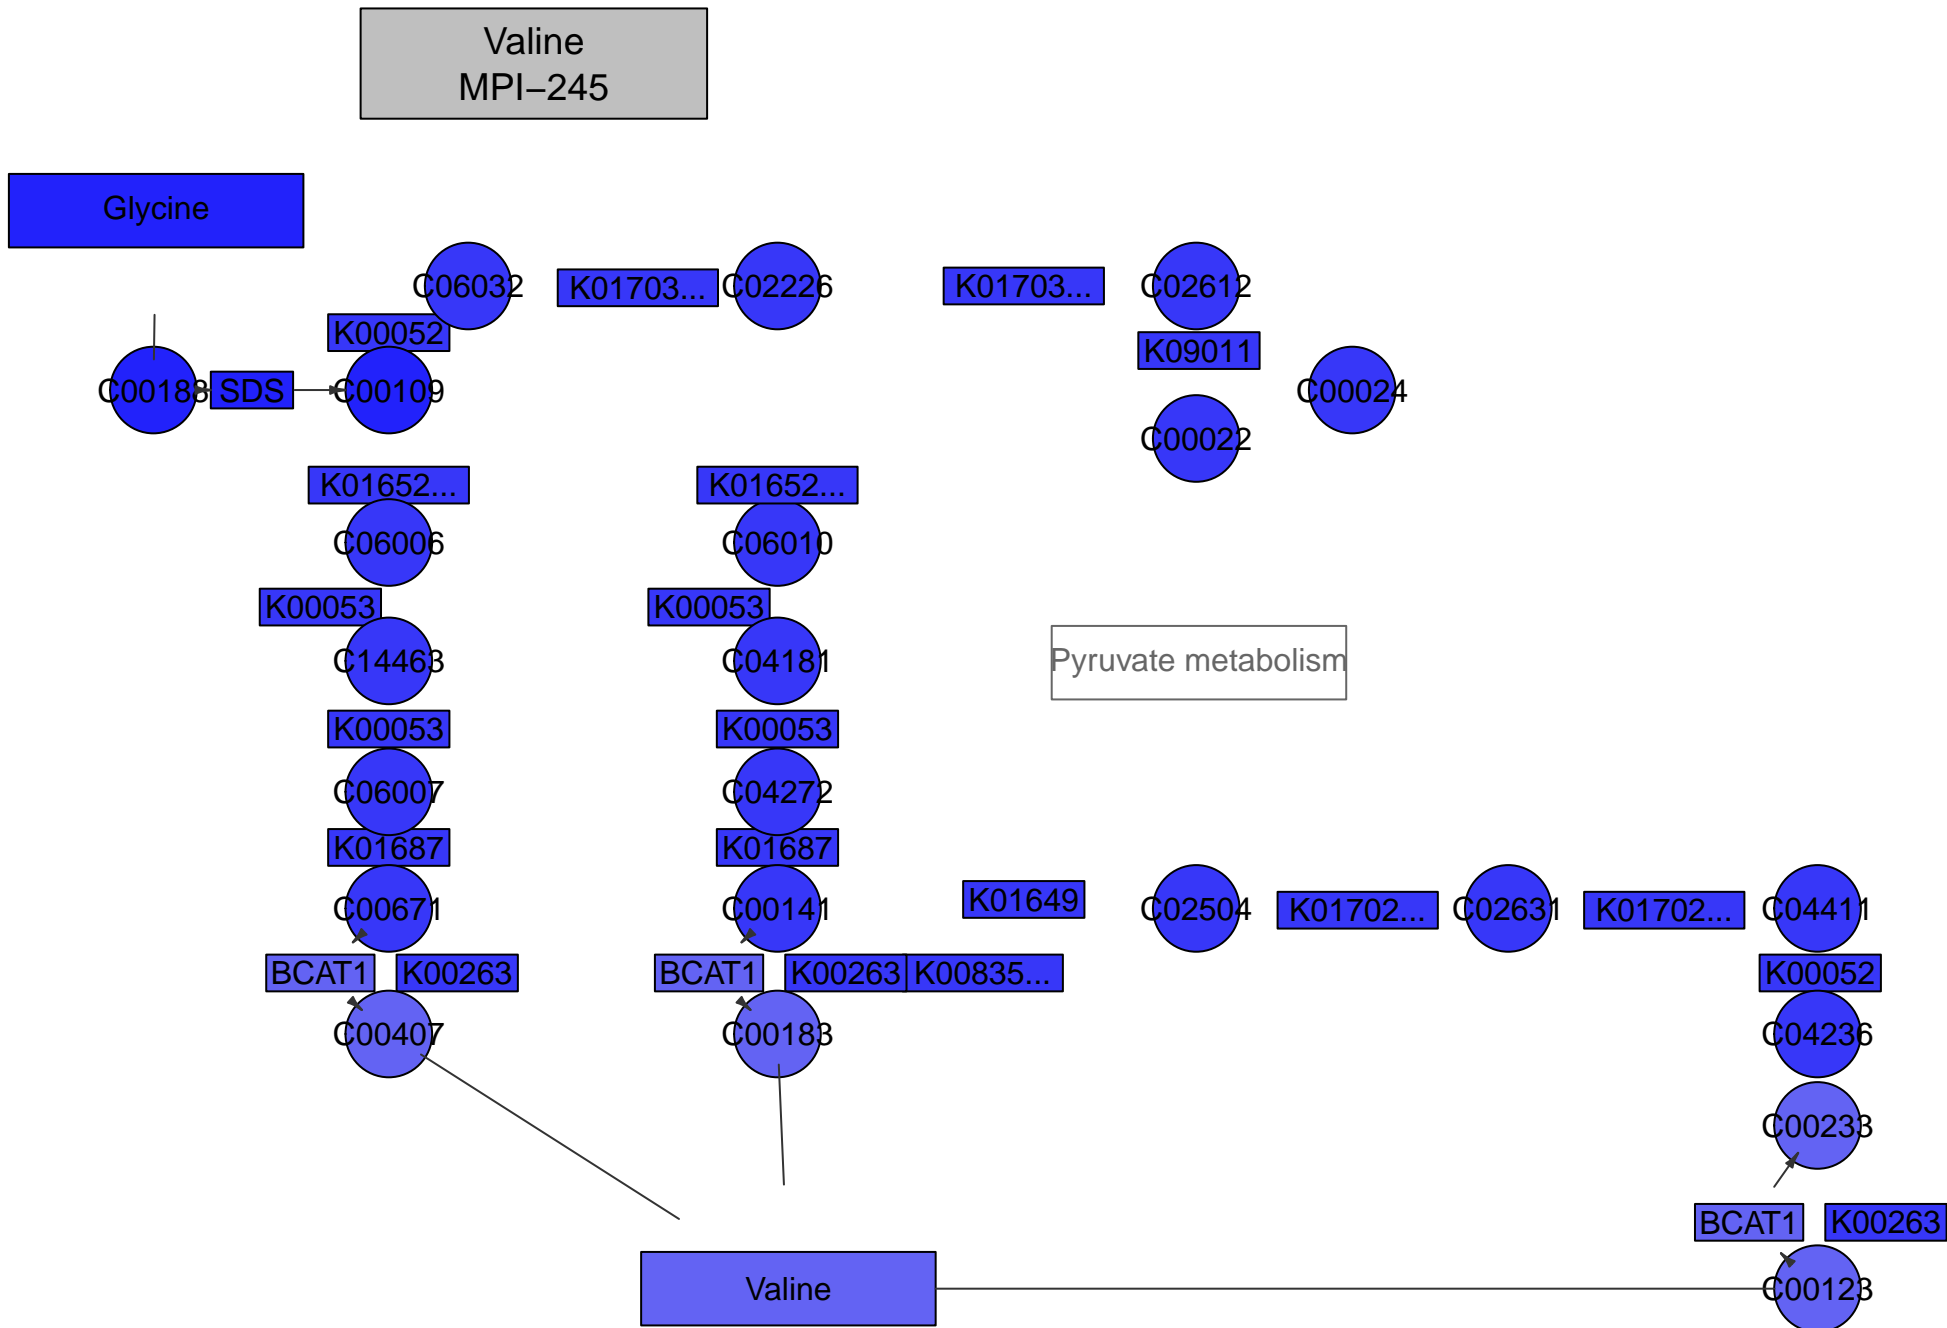 Valine
MPI−245
Glycine
C06032
K01703...
C02226
K01703...
C02612
K00052
K09011
C00188
SDS
C00109
C00024
C00022
K01652...
K01652...
C06006
C06010
K00053
K00053
C14463
C04181
Pyruvate metabolism
K00053
K00053
C06007
C04272
K01687
K01687
C00671
C00141
K01649
C02504
K01702...
C02631
K01702...
C04411
BCAT1
K00263
BCAT1
K00263
K00835...
K00052
C00407
C00183
C04236
C00233
BCAT1
K00263
Valine
C00123